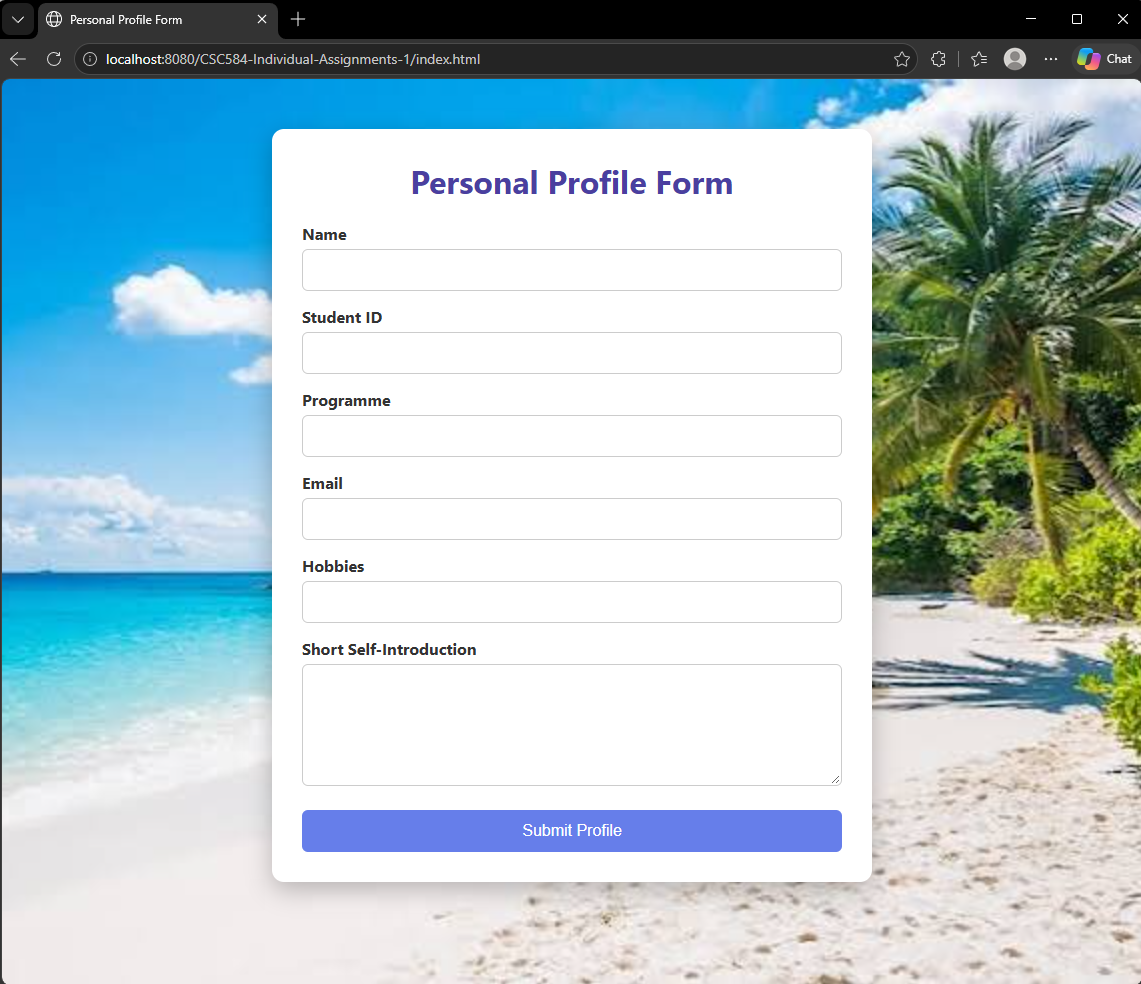 Personal Profile Form
localhost:8080/CSC584-Individual-Assignments-1/index.html
Chat
Personal Profile Form
Name
Student ID
Programme
Email
Hobbies
Short Self-Introduction
Submit Profile